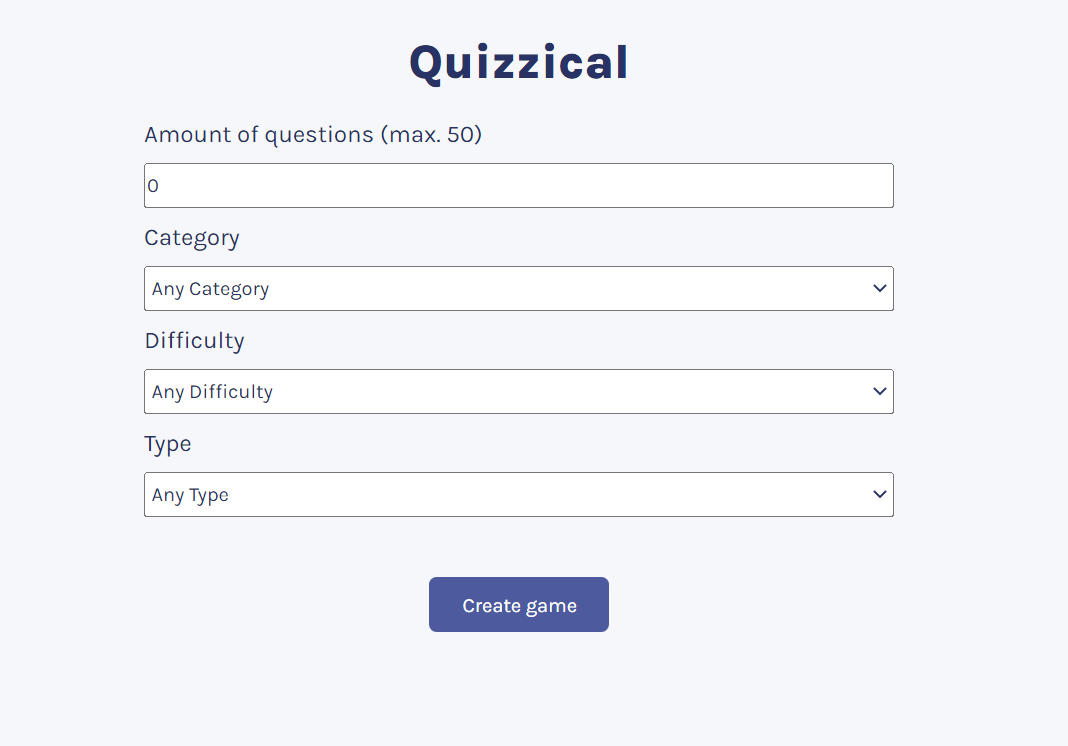 Quizzical
Amount of questions (max. 50)
0
Category
Any Category
Difficulty
Any Difficulty
Type
Any Type
Create game